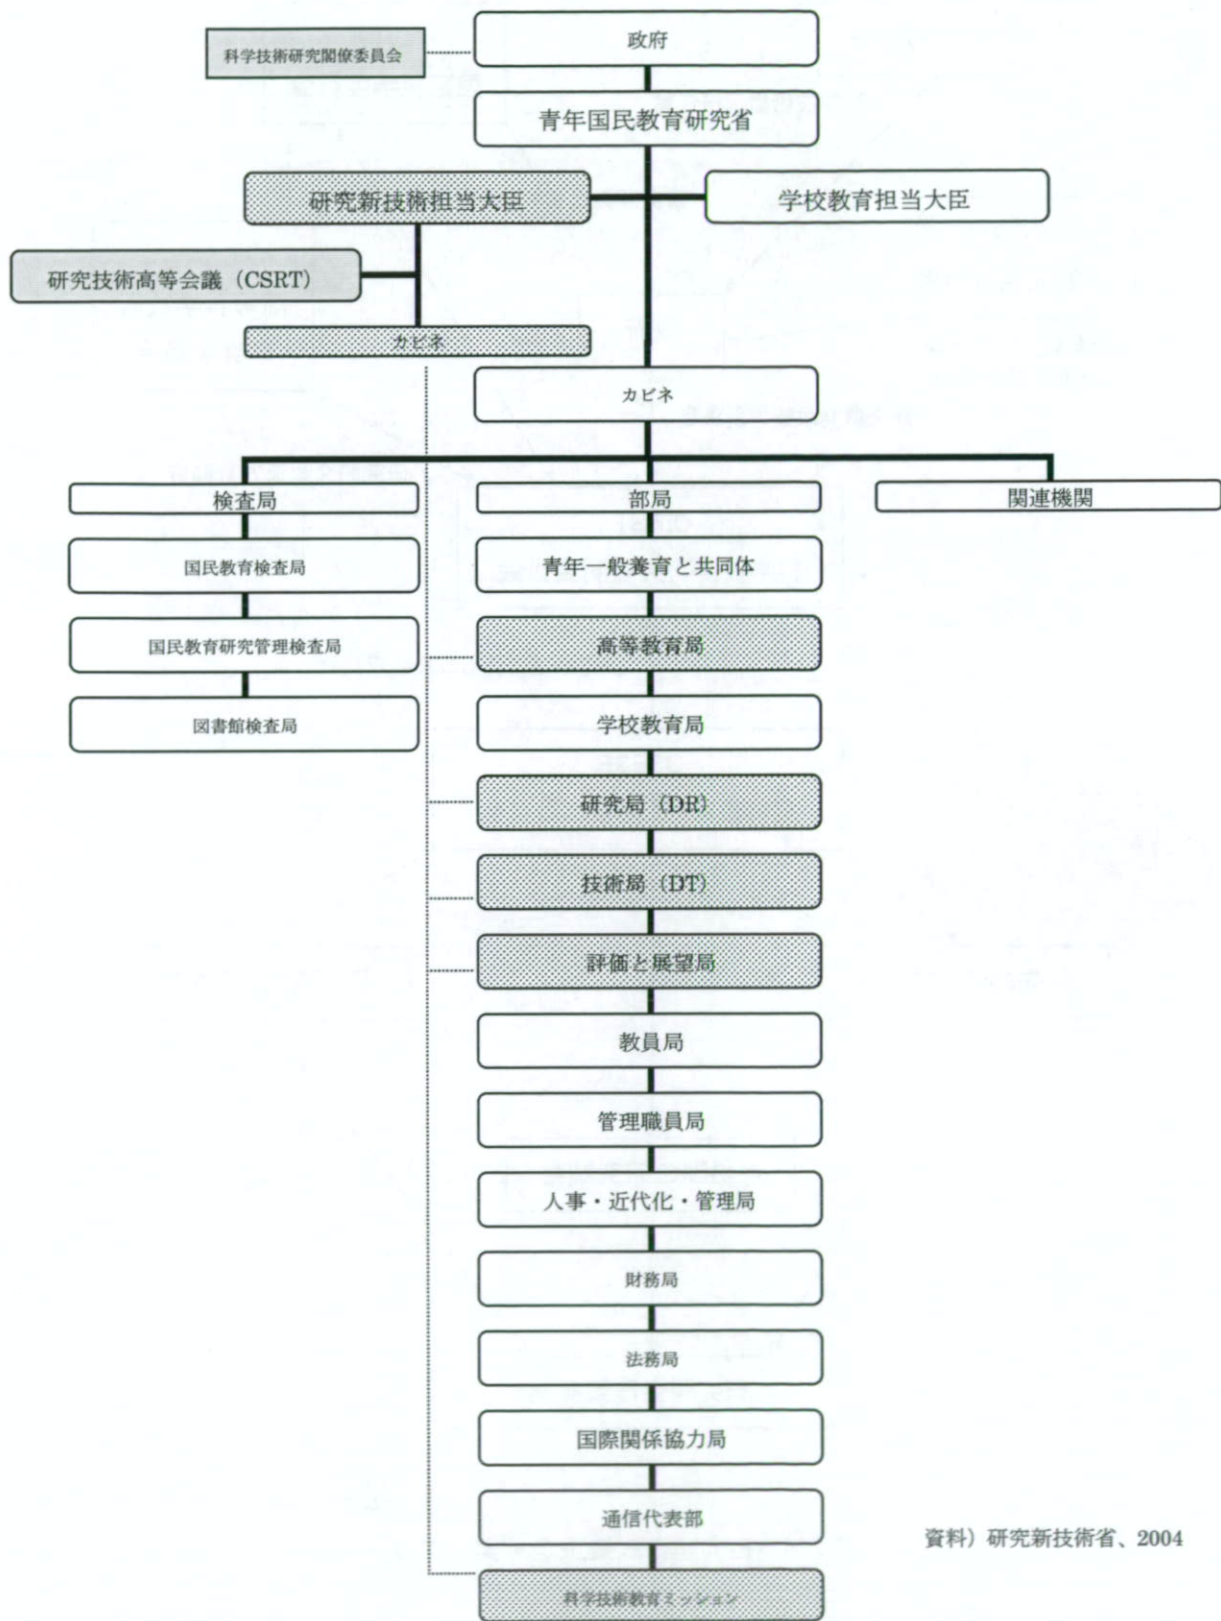 科学技術研究閣僚委員会
政府
青年国民教育研究省
研究新技術担当大臣
学校教育担当大臣
研究技術高等会議（CSRT）
カビネ
カビネ
検査局
部局
関連機関
国民教育検査局
青年一般養育と共同体
国民教育研究管理検査局
高等教育局
図書館検査局
学校教育局
研究局（DR）
技術局（DT）
評価と展望局
教員局
管理職員局
人事・近代化・管理局
財務局
法務局
国際関係協力局
通信代表部
資料）研究新技術省、2004
科学技術教育ミッション